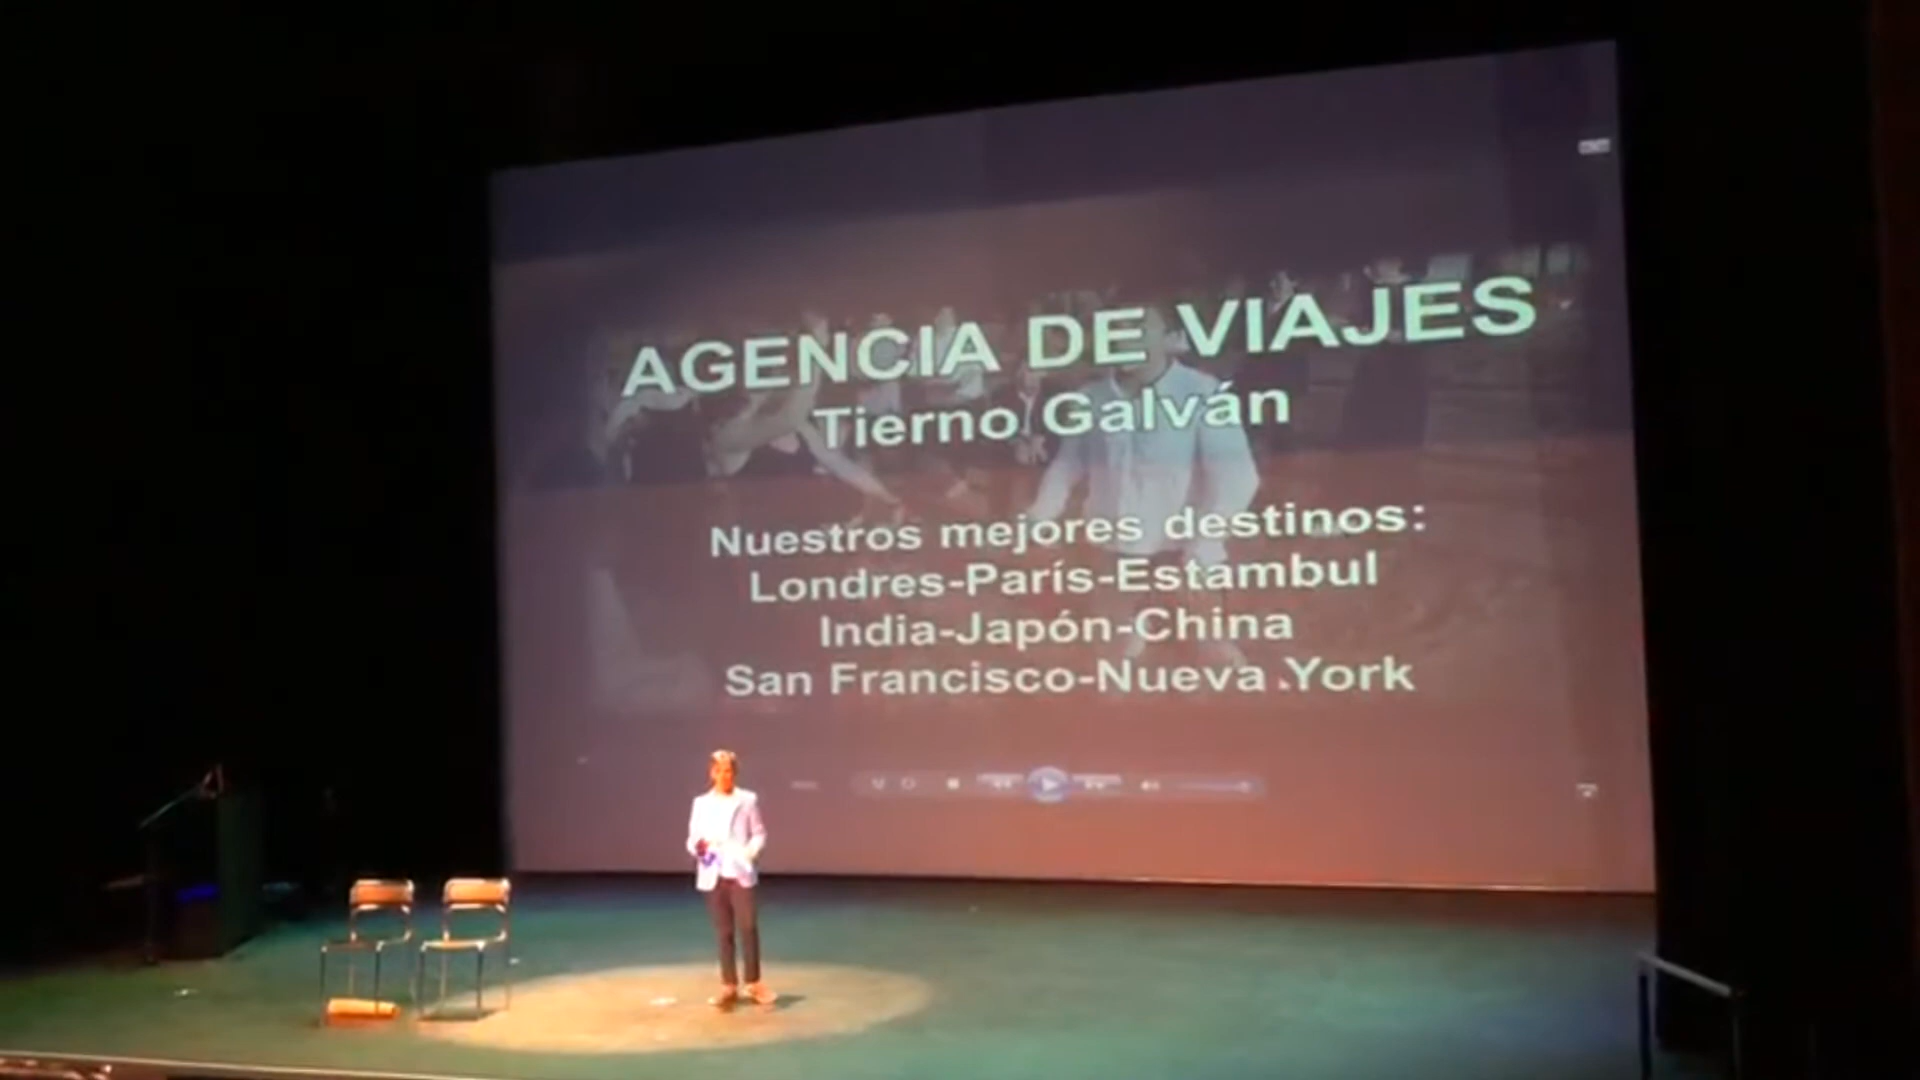 AGENCIA DE VIAJES
Tierno Galván
Nuestros mejores destinos:
Londres-París-Estambul
India-Japón-China
San Francisco-Nueva York